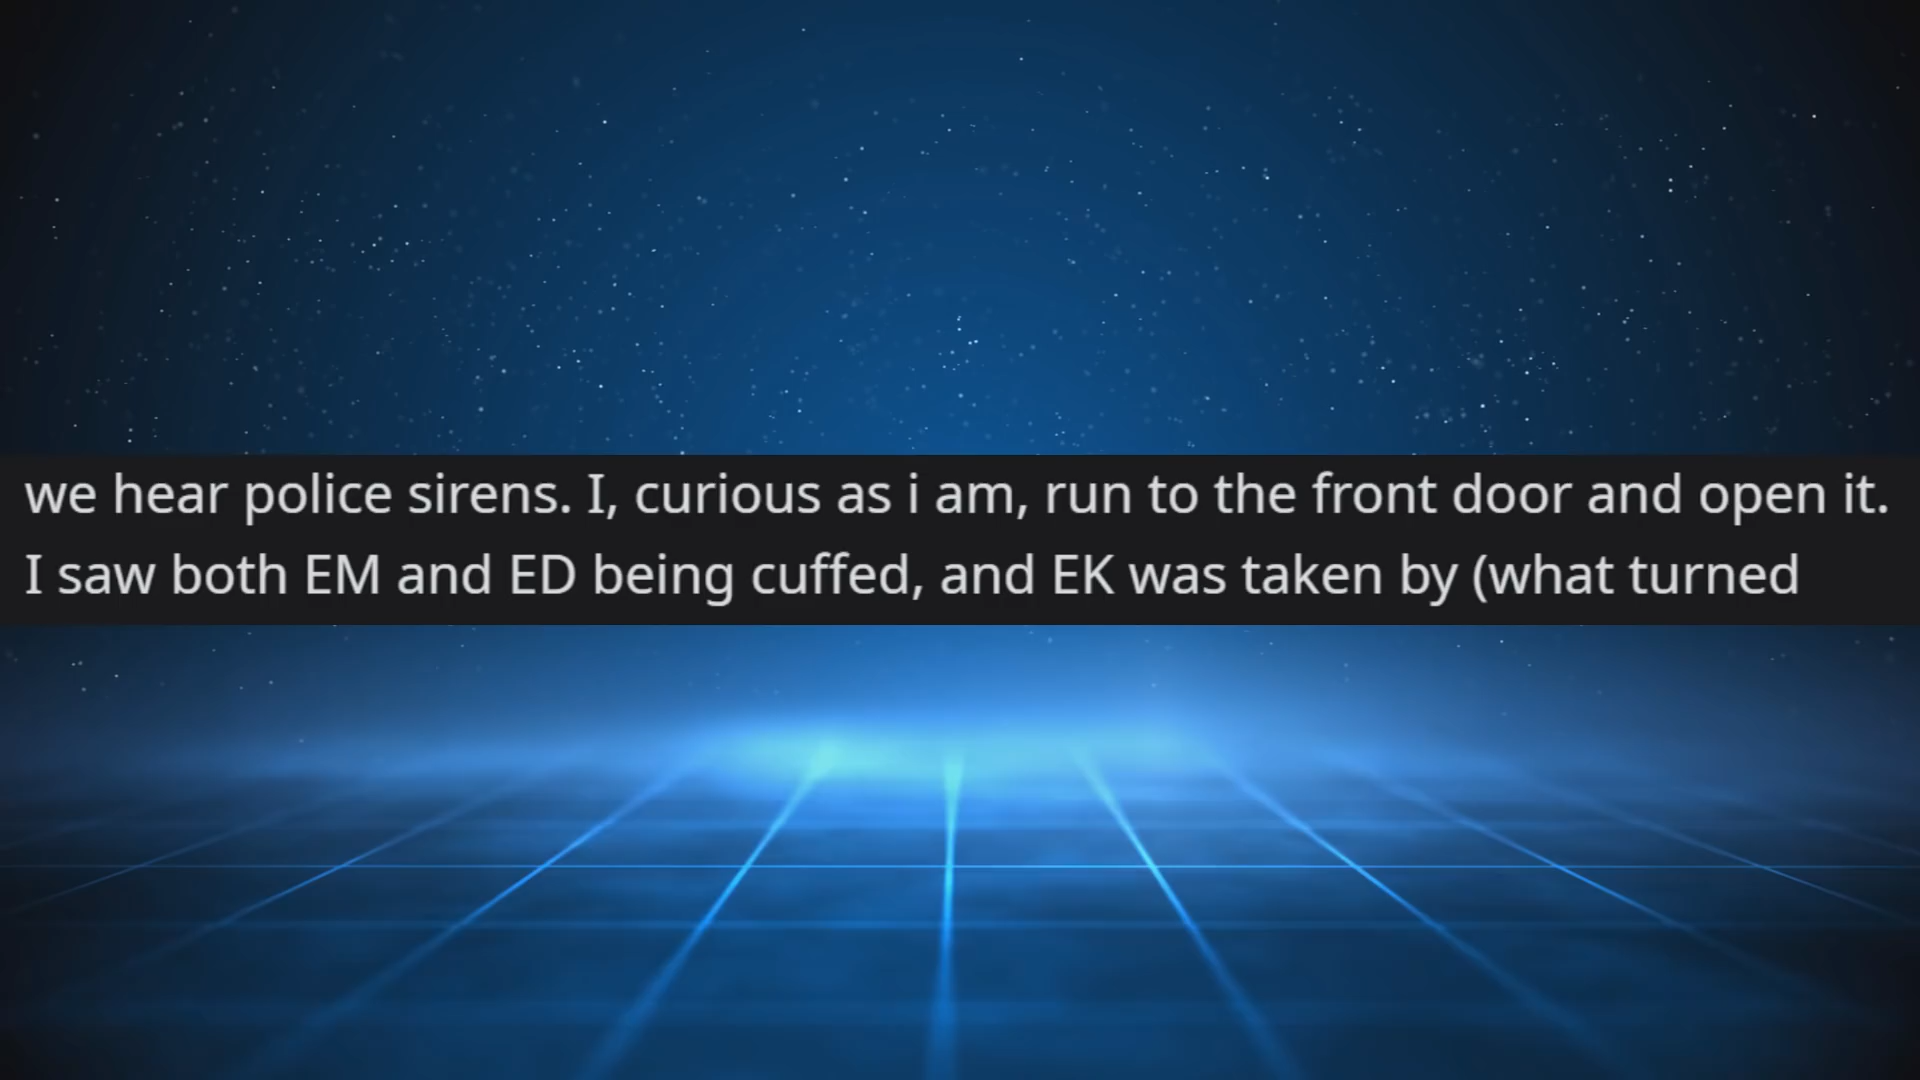 we hear police sirens. I, curious as i am, run to the front door and open it.
I saw both EM and ED being cuffed, and EK was taken by (what turned